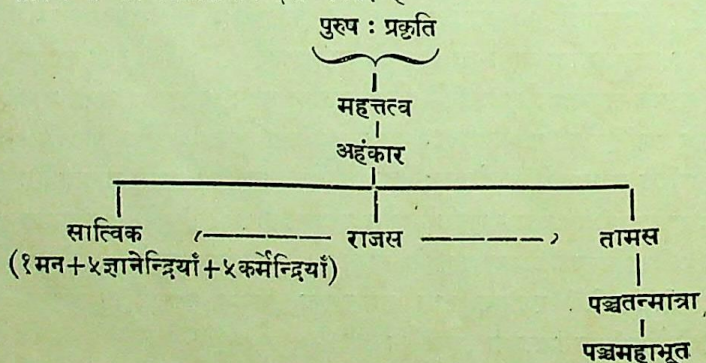 पुरुष : प्रकृति
महत्तत्व
अहंकार
सात्विक राजस तामस
(१मन+५ज्ञानेन्द्रियाँ+५कर्मेन्द्रियाँ)
पञ्चतन्मात्रा
पञ्चमहाभूत